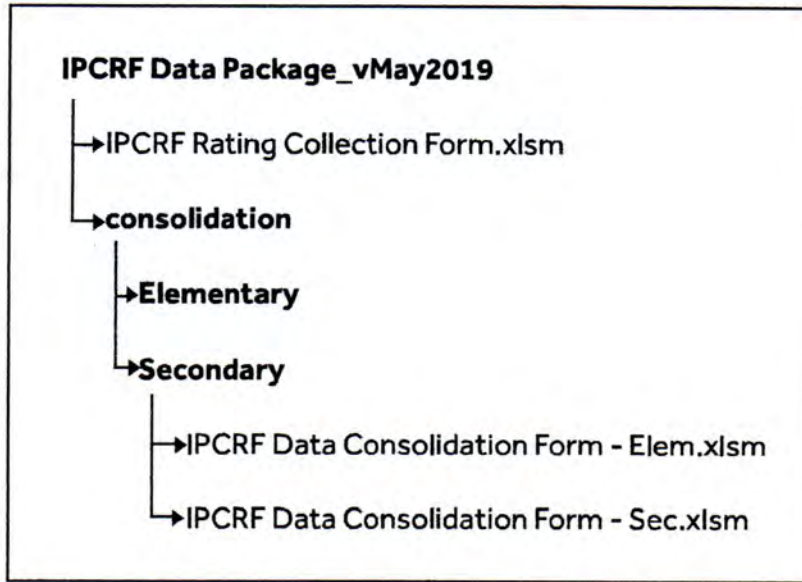 IPCRF Data Package_vMay2019
IPCRF Rating Collection Form.xlsm
consolidation
Elementary
Secondary
IPCRF Data Consolidation Form - Elem.xlsm
IPCRF Data Consolidation Form - Sec.xlsm